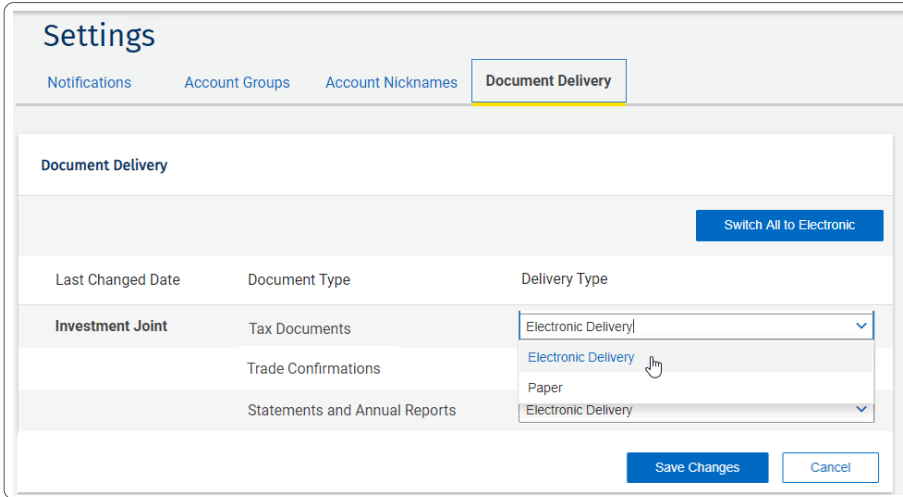 Settings
Notifications Account Groups Account Nicknames Document Delivery
Document Delivery
Switch All to Electronic
Last Changed Date Document Type Delivery Type
Investment Joint Tax Documents Electronic Delivery
Electronic Delivery
Trade Confirmations
Paper
Statements and Annual Reports Electronic Delivery
Save Changes Cancel